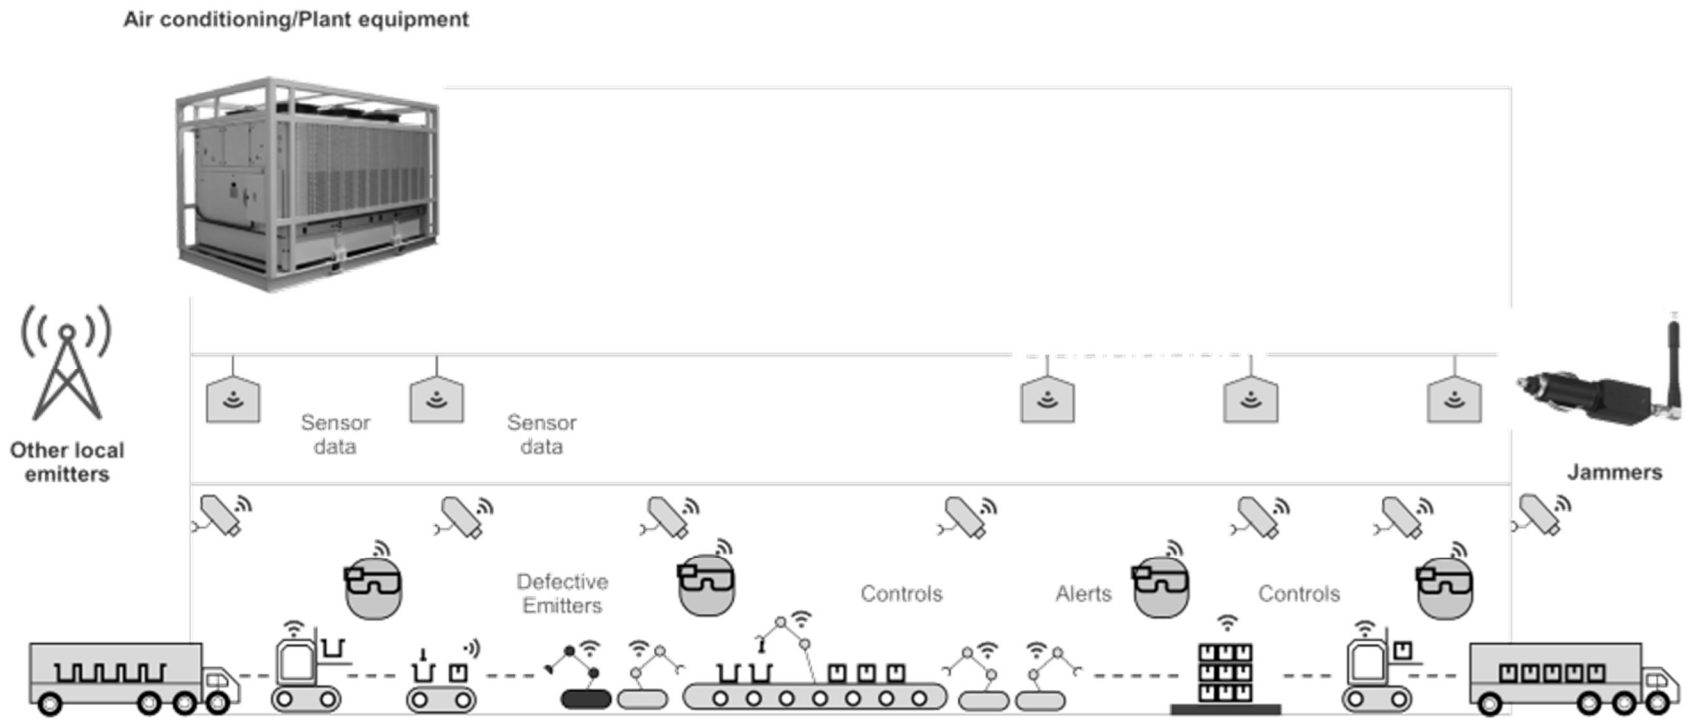 Air conditioning/Plant equipment
Other local
emitters
Sensor
data
Sensor
data
Jammers
Defective
Emitters
Controls
Alerts
Controls